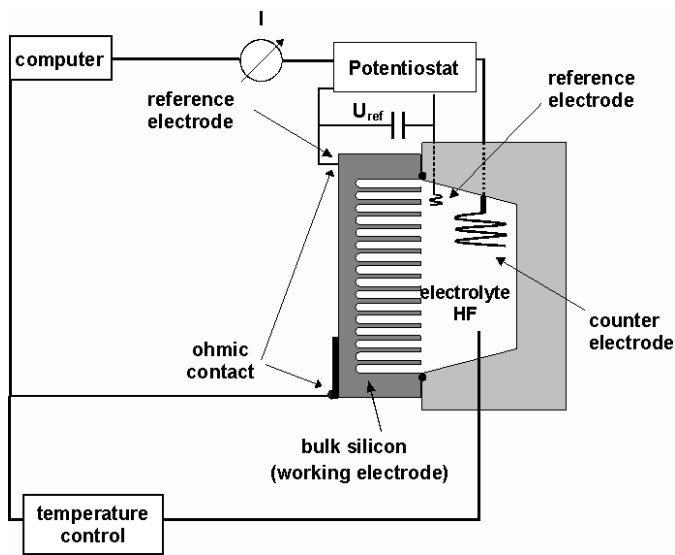 I
computer
Potentiostat
reference
electrode
reference
electrode
Uref
electrolyte
HF
counter
electrode
ohmic
contact
bulk silicon
(working electrode)
temperature
control